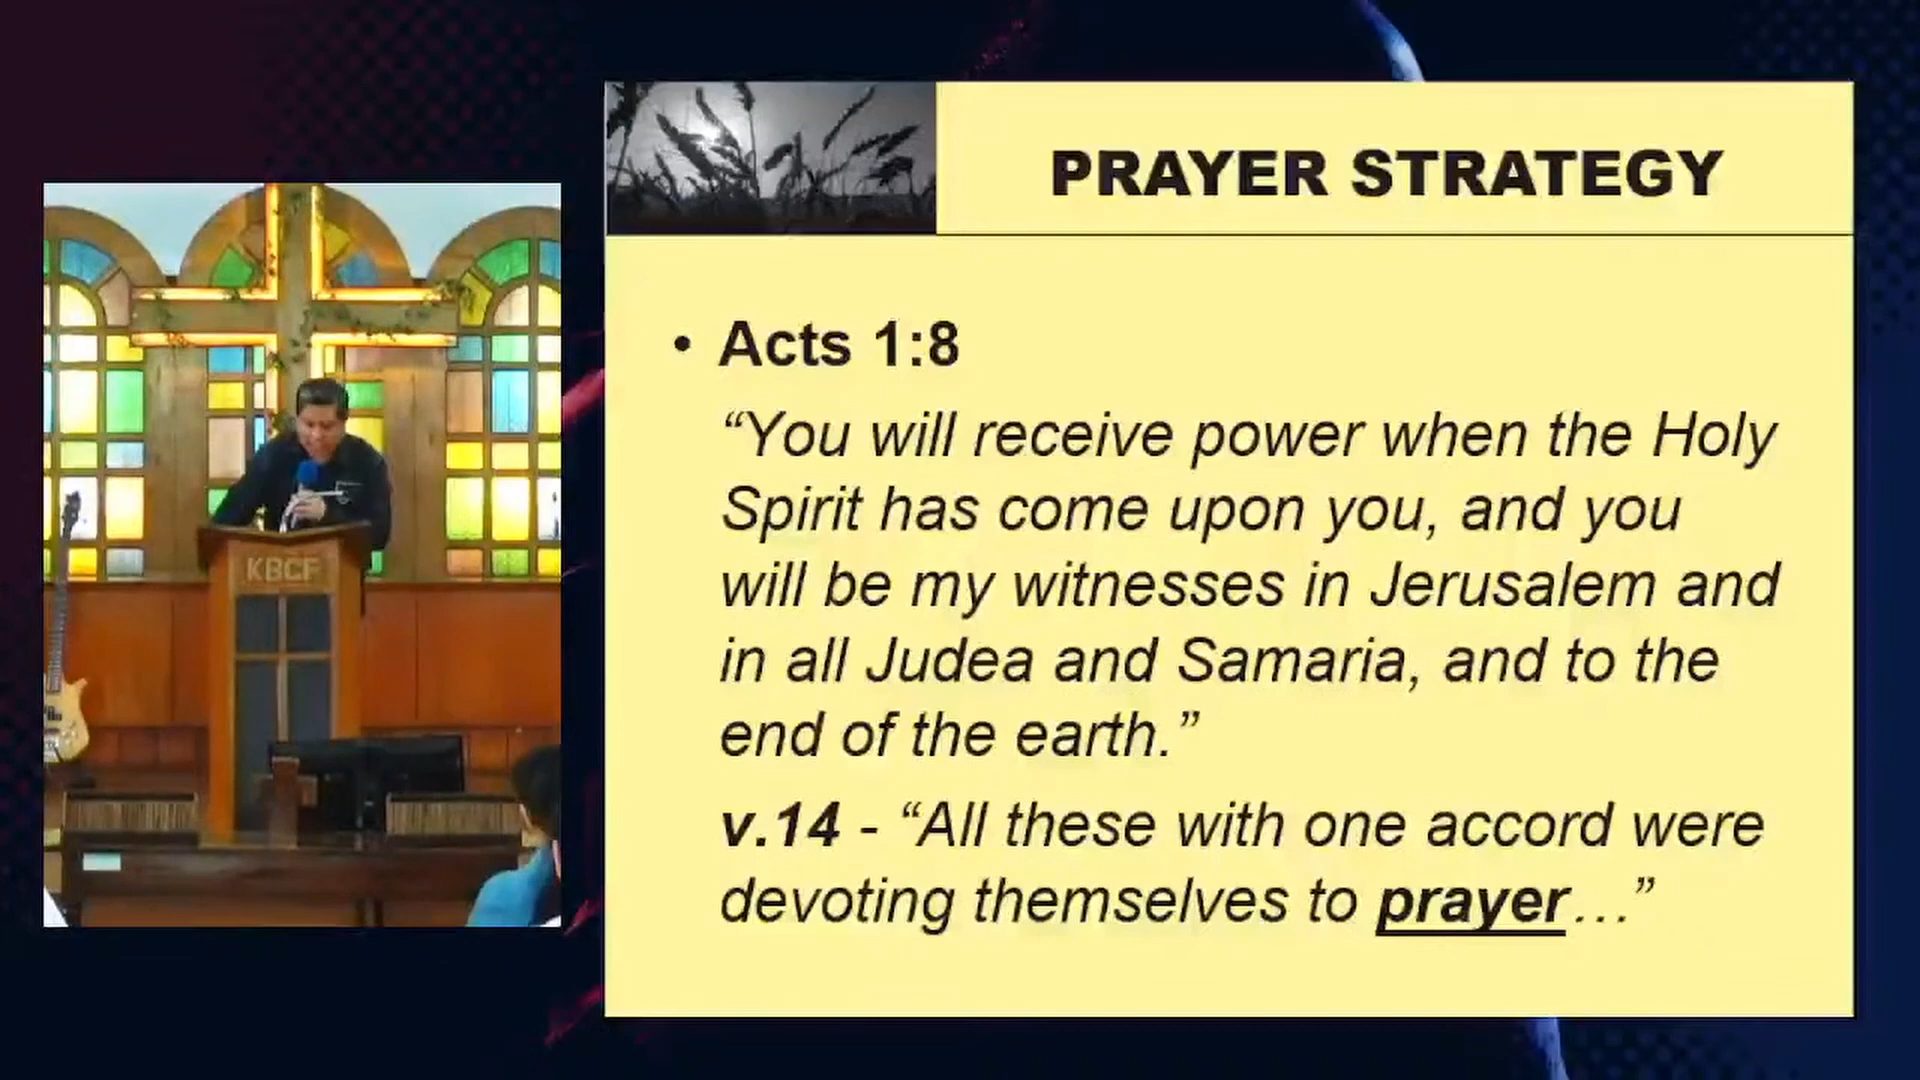 PRAYER STRATEGY
• Acts 1:8
“You will receive power when the Holy
Spirit has come upon you, and you
will be my witnesses in Jerusalem and
in all Judea and Samaria, and to the
end of the earth.”
v.14 - “All these with one accord were
devoting themselves to prayer…”
KBCF